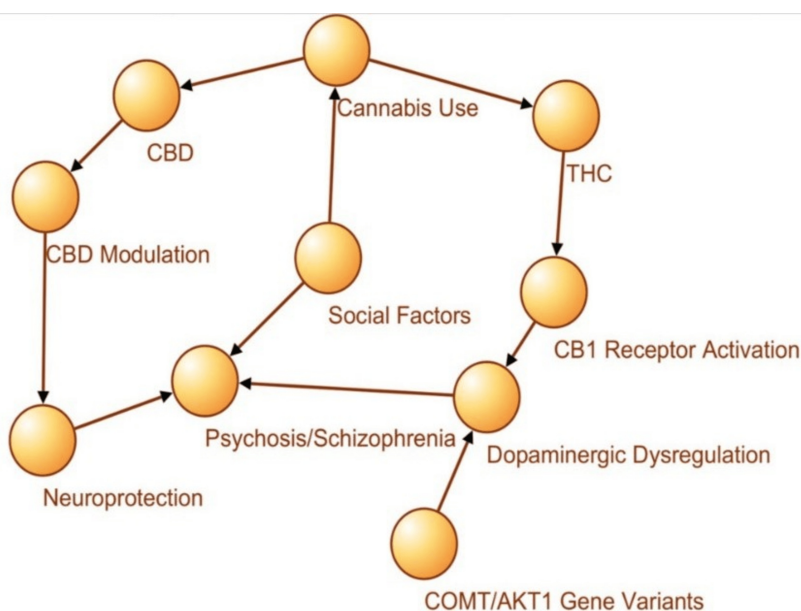 Cannabis Use
CBD
THC
CBD Modulation
Social Factors
CB1 Receptor Activation
Psychosis/Schizophrenia
Dopaminergic Dysregulation
Neuroprotection
COMT/AKT1 Gene Variants